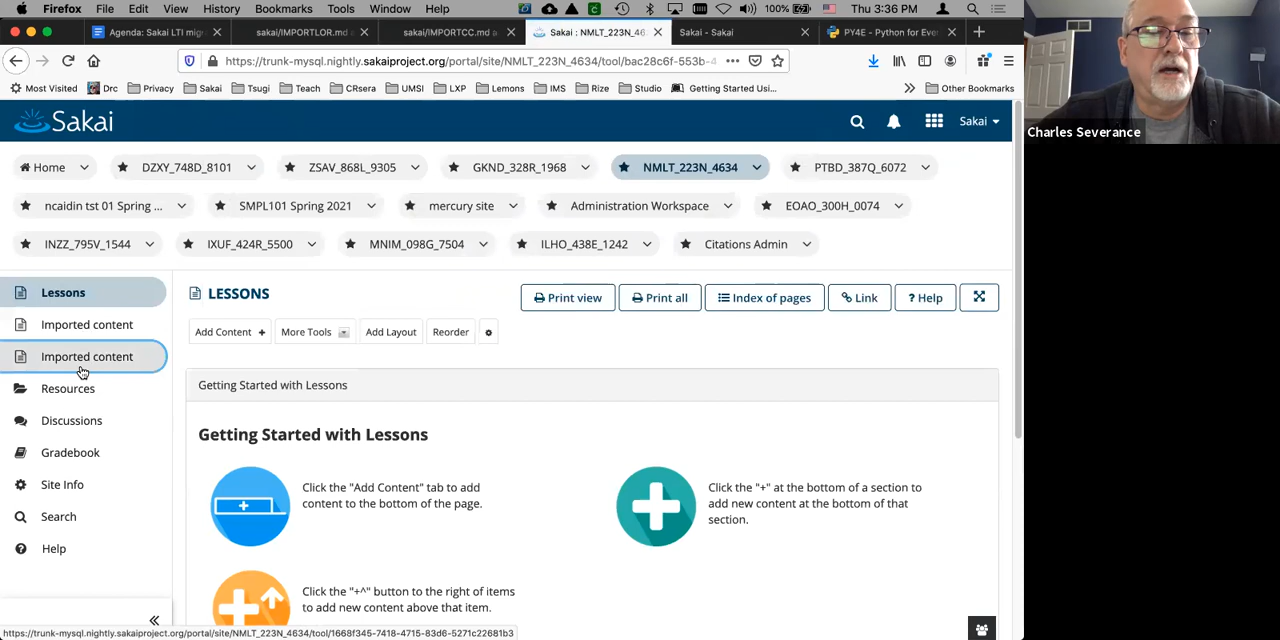 Firefox File Edit View History Bookmarks Tools Window Help 100% Thu 3:36 PM
Agenda: Sakai LTI mig
sakai/IMPORTLOR.md a
sakai/IMPORTCC.md a
Sakai : NMLT_223N_46
Sakai - Sakai
PY4E - Python for Ever
https://trunk-mysql.nightly.sakaiproject.org/portal/site/NMLT_223N_4634/tool/bac28c6f-553b-4
Most Visited Drc Privacy Sakai Tsugi Teach CRsera UMSI LXP Lemons IMS Rize Studio Getting Started Usi... Other Bookmarks
Charles Severance
Sakai
Sakai
Home DZXY_748D_8101 ZSAV_868L_9305 GKND_328R_1968 NMLT_223N_4634 PTBD_387Q_6072
ncaidin tst 01 Spring ... SMPL101 Spring 2021 mercury site Administration Workspace EOAO_300H_0074
INZZ_795V_1544 IXUF_424R_5500 MNIM_098G_7504 ILHO_438E_1242 Citations Admin
Lessons
Imported content
Imported content
Resources
Discussions
Gradebook
Site Info
Search
Help
LESSONS
Print view Print all Index of pages Link ? Help
Add Content + More Tools Add Layout Reorder
Getting Started with Lessons
Getting Started with Lessons
Click the "Add Content" tab to add
content to the bottom of the page.
Click the "+" at the bottom of a section to
add new content at the bottom of that
section.
Click the "+^" button to the right of items
to add new content above that item.
https://trunk-mysql.nightly.sakaiproject.org/portal/site/NMLT_223N_4634/tool/1668f345-7418-4715-83d6-5271c22681b3